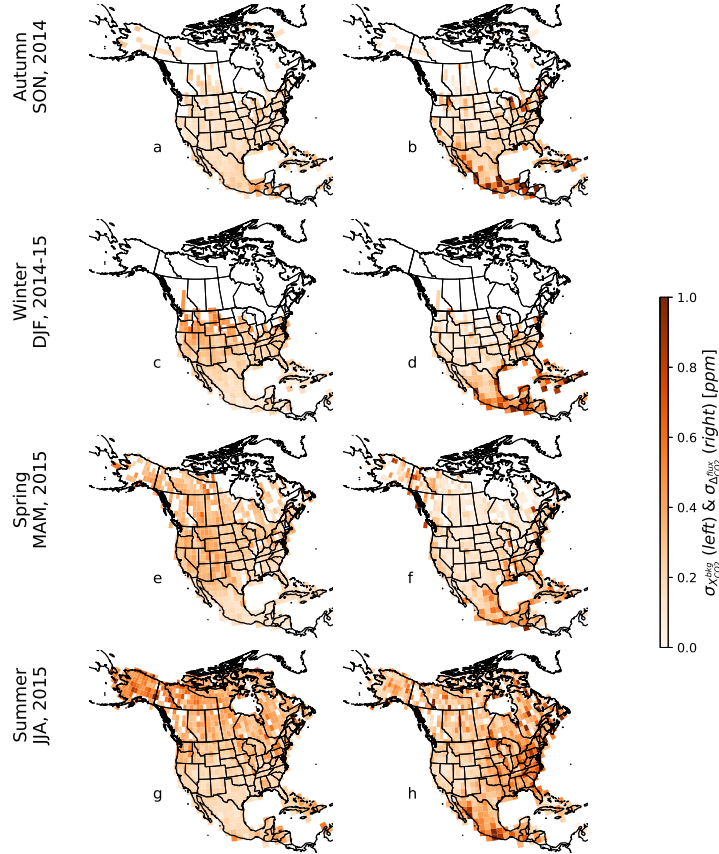 Autumn
SON, 2014
a
b
Winter
DJF, 2014-15
c
d
Spring
MAM, 2015
e
f
Summer
JJA, 2015
g
h
1.0
0.8
0.6
0.4
0.2
0.0
σ_{X_{CO2}^{bkg}} (left) & σ_{Δ_{CO2}^{flux}} (right) [ppm]